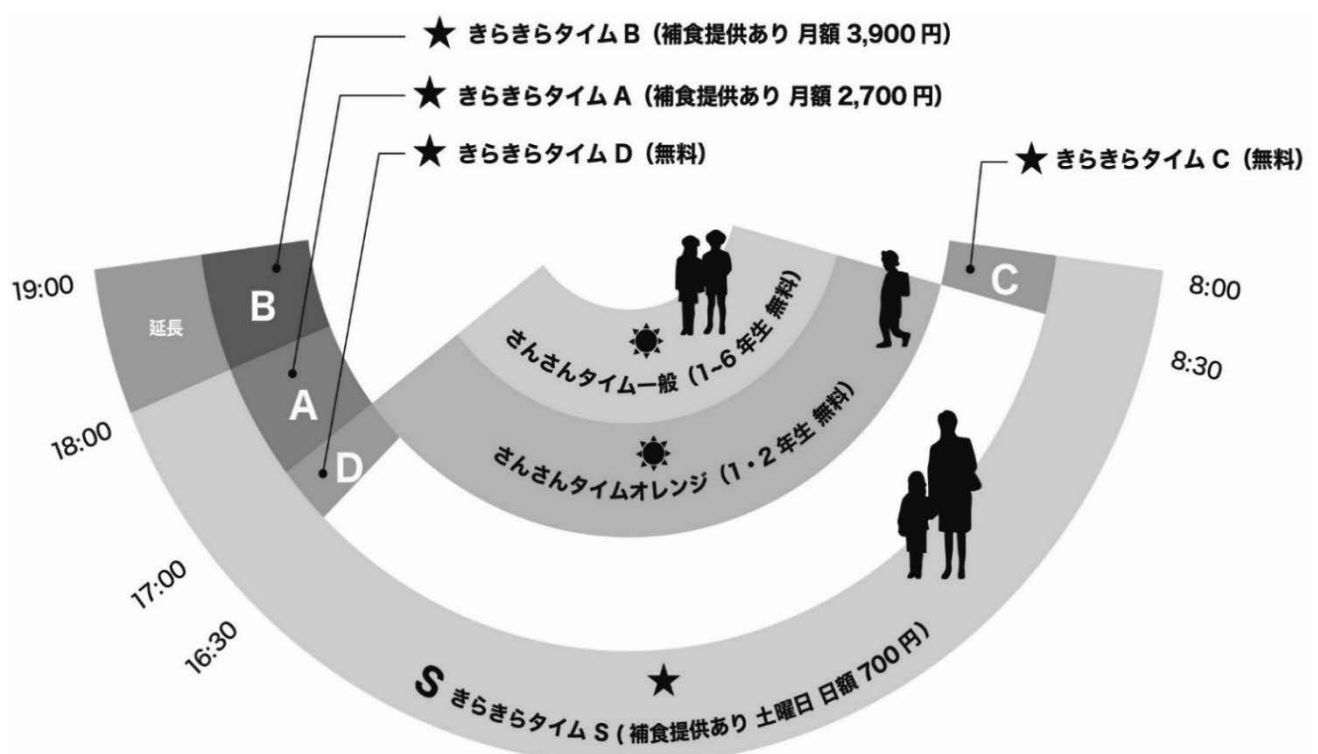 ★ きらきらタイム B（補食提供あり 月額 3,900 円）
★ きらきらタイム A（補食提供あり 月額 2,700 円）
★ きらきらタイム D（無料）
★ きらきらタイム C（無料）
19:00
延長
B
C
8:00
8:30
A
18:00
D
さんさんタイム一般（1~6 年生 無料）
さんさんタイムオレンジ（1・2 年生 無料）
17:00
16:30
★
S きらきらタイム S ( 補食提供あり 土曜日 日額 700 円）